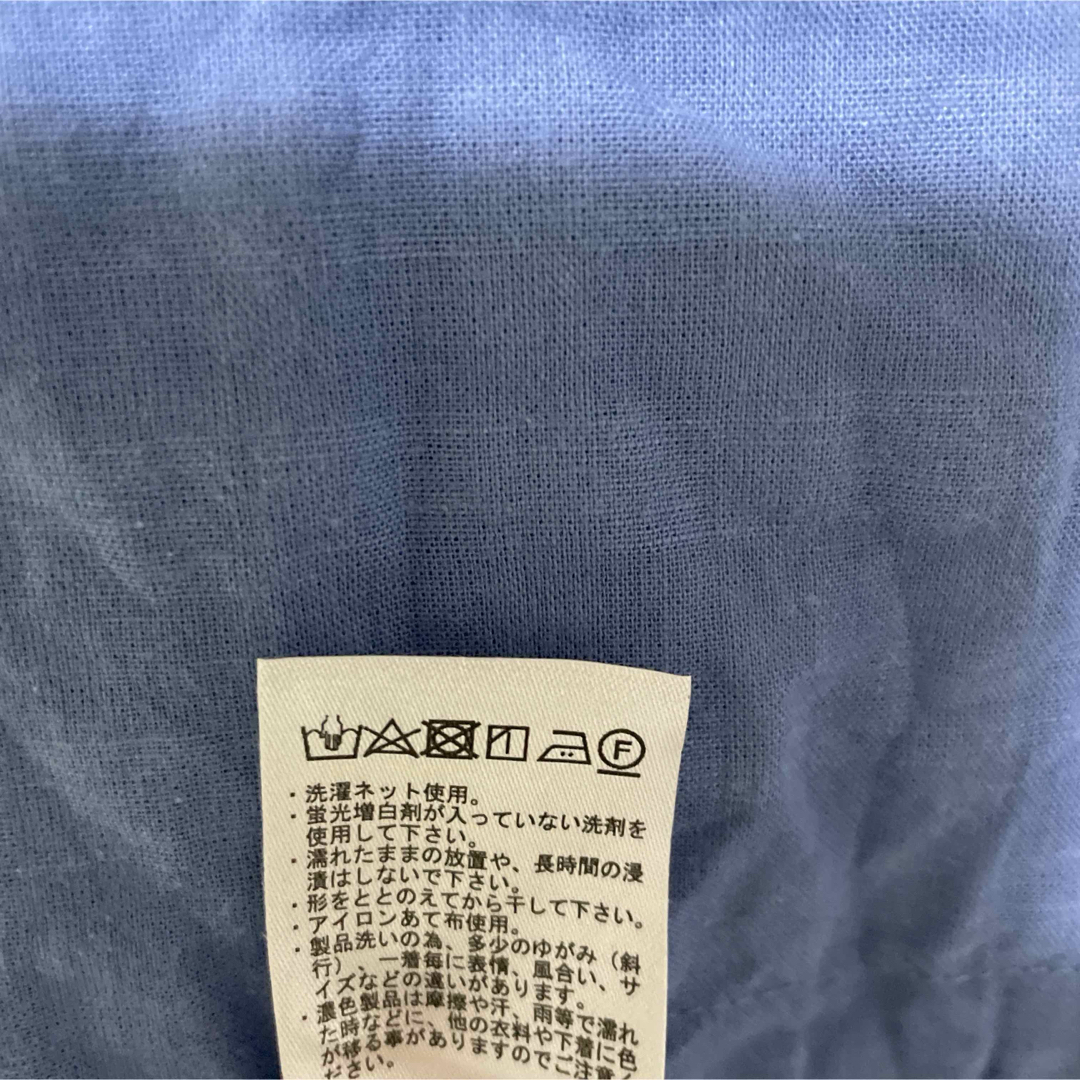 F
・洗濯ネット使用。
・蛍光増白剤が入っていない洗剤を
使用して下さい。
・濡れたままの放置や、長時間の浸
漬はしないで下さい。
・形をととのえてから干して下さい。
・アイロンあて布使用。
・製品洗いの為、多少のゆがみ（斜
行）、一着毎に表情、風合い、サ
イズなどの違いがあります。
・濃色製品は摩擦や汗、雨等で濡れ
た時などに、他の衣料や下着に色
が移る事がありますのでご注意く
ださい。